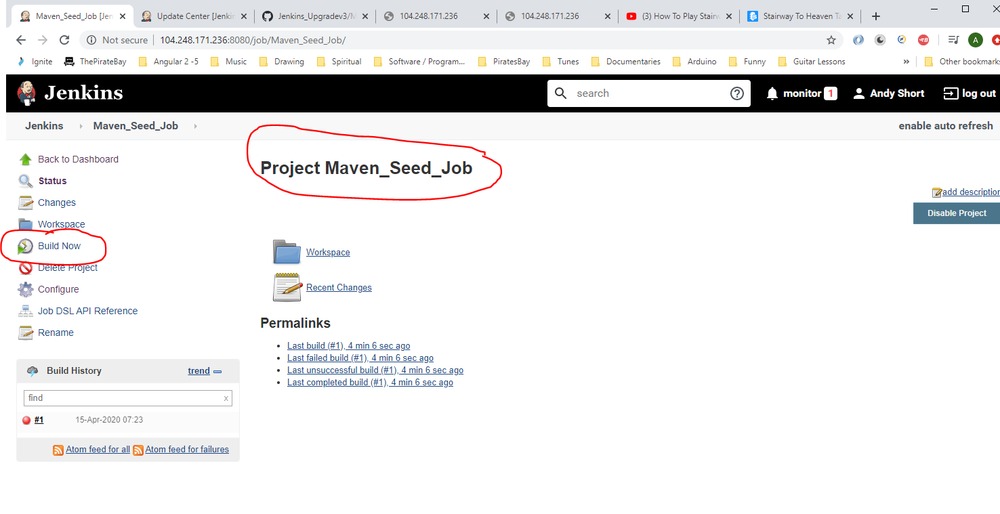 Maven_Seed_Job [Jen
Update Center [Jenki
Jenkins_Upgradev3/M
104.248.171.236
104.248.171.236
(3) How To Play Stairw
Stairway To Heaven Ta
Not secure 104.248.171.236:8080/job/Maven_Seed_Job/
A
Ignite ThePirateBay Angular 2 -5 Music Drawing Spiritual Software / Program... PiratesBay Tunes Documentaries Arduino Funny Guitar Lessons » Other bookmarks
Jenkins search monitor 1 Andy Short log out
Jenkins Maven_Seed_Job enable auto refresh
Back to Dashboard
Status
Changes
Workspace
Build Now
Delete Project
Configure
Job DSL API Reference
Rename
Build History trend
find x
#1 15-Apr-2020 07:23
Atom feed for all Atom feed for failures
Project Maven_Seed_Job
add description
Disable Project
Workspace
Recent Changes
Permalinks
Last build (#1), 4 min 6 sec ago
Last failed build (#1), 4 min 6 sec ago
Last unsuccessful build (#1), 4 min 6 sec ago
Last completed build (#1), 4 min 6 sec ago